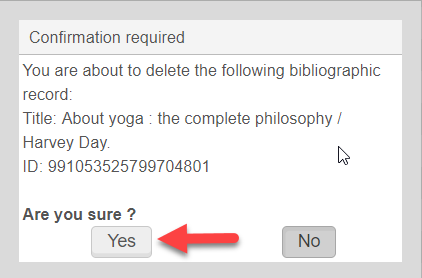 Confirmation required
You are about to delete the following bibliographic
record:
Title: About yoga : the complete philosophy /
Harvey Day.
ID: 991053525799704801
Are you sure ?
Yes No